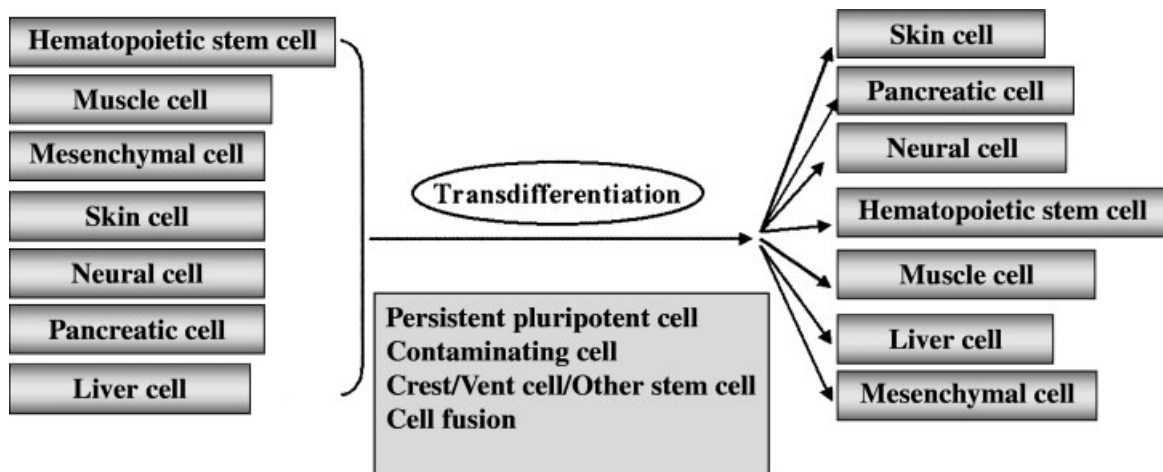 Hematopoietic stem cell
Muscle cell
Mesenchymal cell
Skin cell
Neural cell
Pancreatic cell
Liver cell
Transdifferentiation
Persistent pluripotent cell
Contaminating cell
Crest/Vent cell/Other stem cell
Cell fusion
Skin cell
Pancreatic cell
Neural cell
Hematopoietic stem cell
Muscle cell
Liver cell
Mesenchymal cell